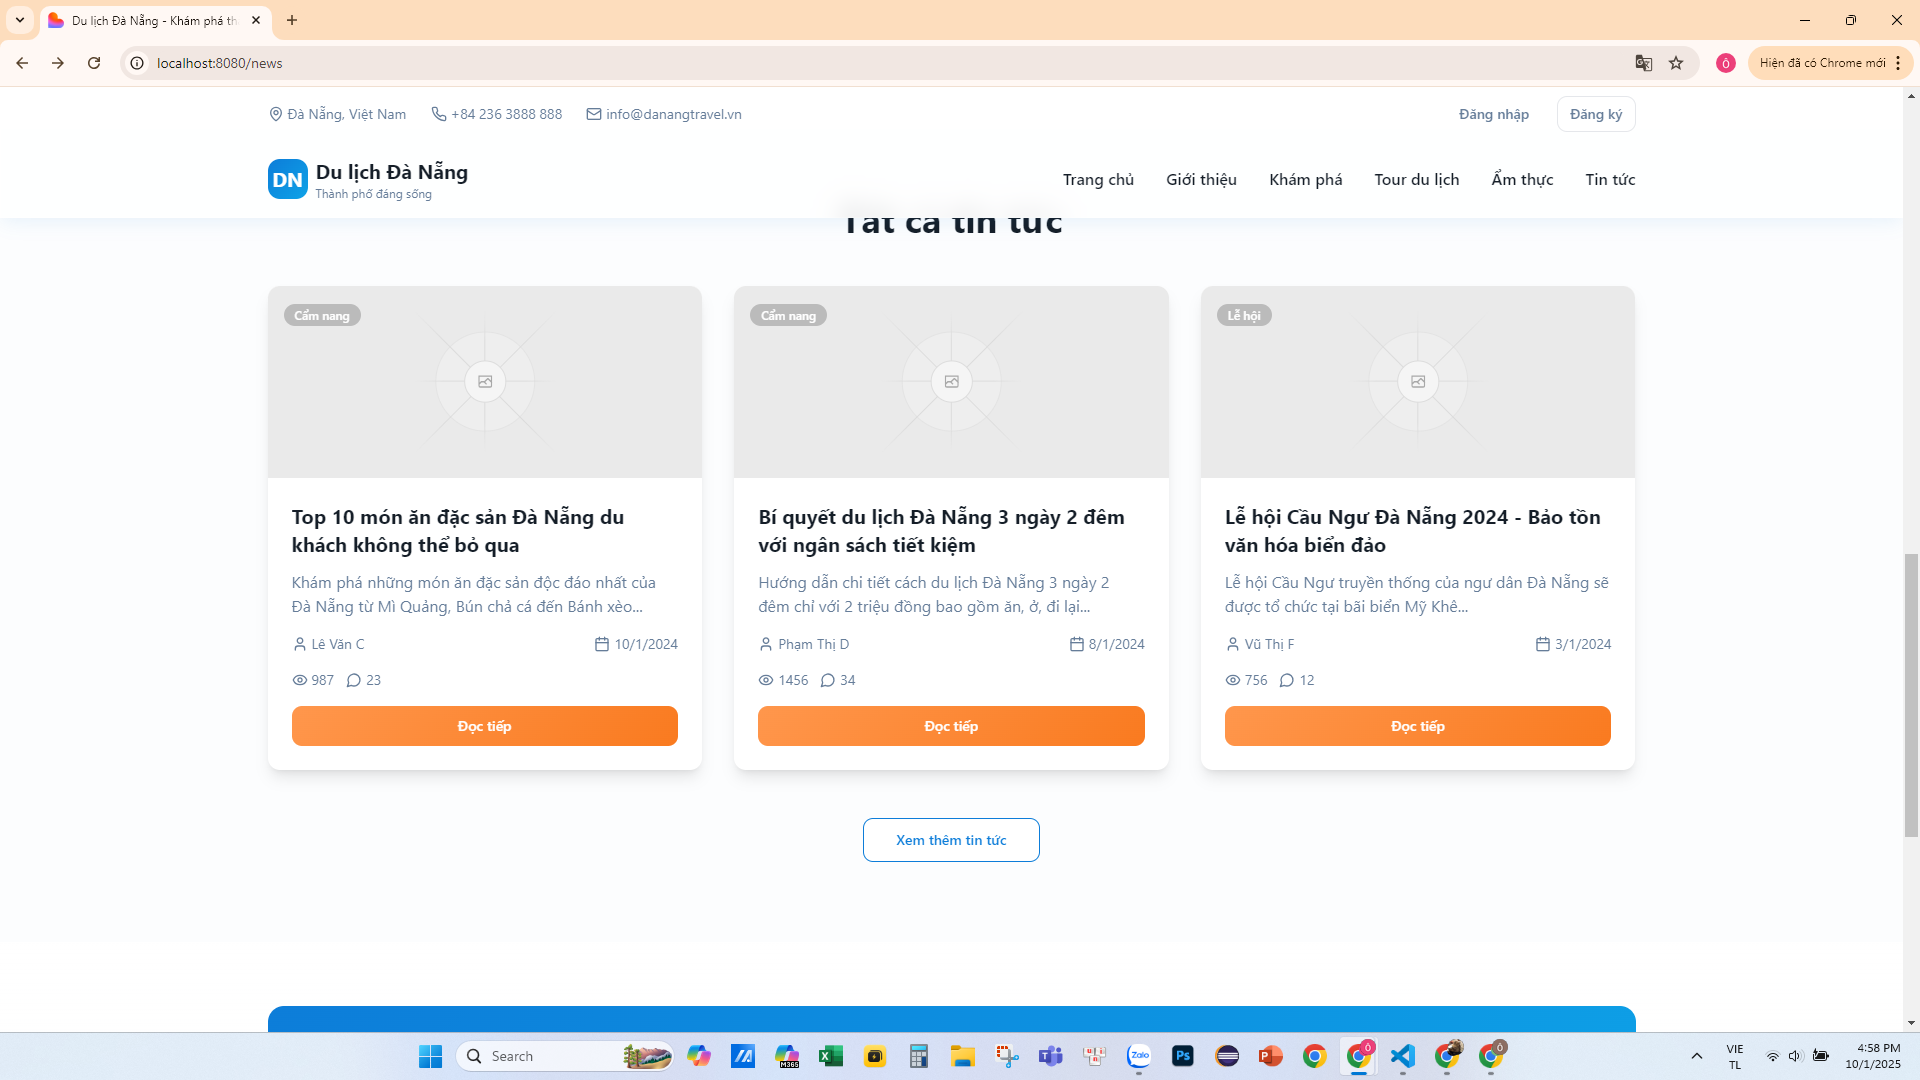 Du lịch Đà Nẵng - Khám phá th
localhost:8080/news
Hiện đã có Chrome mới
Đà Nẵng, Việt Nam
+84 236 3888 888
info@danangtravel.vn
Đăng nhập
Đăng ký
DN
Du lịch Đà Nẵng
Thành phố đáng sống
Trang chủ
Giới thiệu
Khám phá
Tour du lịch
Ẩm thực
Tin tức
Tất cả tin tức
Cẩm nang
Top 10 món ăn đặc sản Đà Nẵng du
khách không thể bỏ qua
Khám phá những món ăn đặc sản độc đáo nhất của
Đà Nẵng từ Mì Quảng, Bún chả cá đến Bánh xèo...
Lê Văn C
10/1/2024
987
23
Đọc tiếp
Cẩm nang
Bí quyết du lịch Đà Nẵng 3 ngày 2 đêm
với ngân sách tiết kiệm
Hướng dẫn chi tiết cách du lịch Đà Nẵng 3 ngày 2
đêm chỉ với 2 triệu đồng bao gồm ăn, ở, đi lại...
Phạm Thị D
8/1/2024
1456
34
Đọc tiếp
Lễ hội
Lễ hội Cầu Ngư Đà Nẵng 2024 - Bảo tồn
văn hóa biển đảo
Lễ hội Cầu Ngư truyền thống của ngư dân Đà Nẵng sẽ
được tổ chức tại bãi biển Mỹ Khê...
Vũ Thị F
3/1/2024
756
12
Đọc tiếp
Xem thêm tin tức
Search
M365
Zalo
Ps
VIE
TL
4:58 PM
10/1/2025